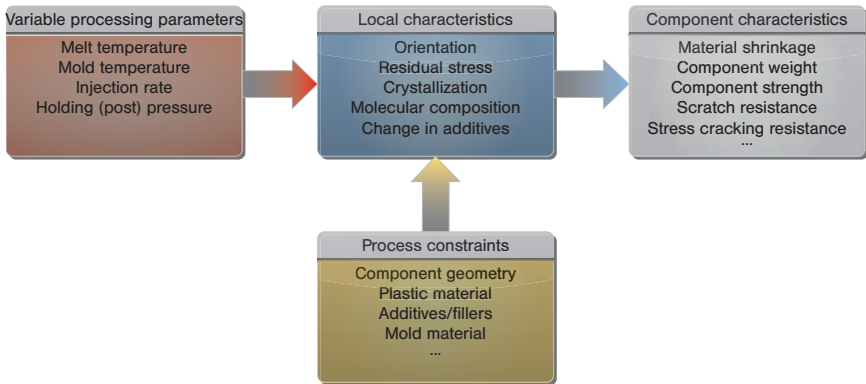 Variable processing parameters
Melt temperature
Mold temperature
Injection rate
Holding (post) pressure
Local characteristics
Orientation
Residual stress
Crystallization
Molecular composition
Change in additives
Component characteristics
Material shrinkage
Component weight
Component strength
Scratch resistance
Stress cracking resistance
...
Process constraints
Component geometry
Plastic material
Additives/fillers
Mold material
...